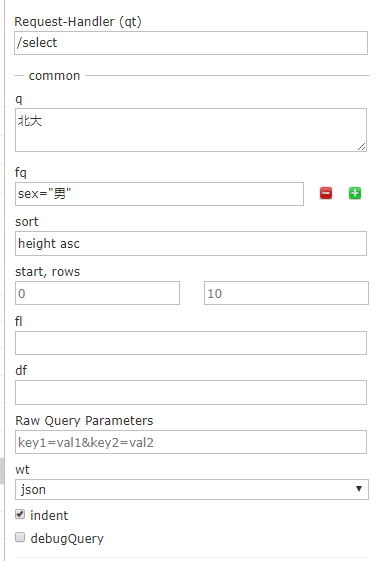 Request-Handler (qt)
/select
common
q
北大
fq
sex="男"
sort
height asc
start, rows
0 10
fl
df
Raw Query Parameters
key1=val1&key2=val2
wt
json
indent
debugQuery